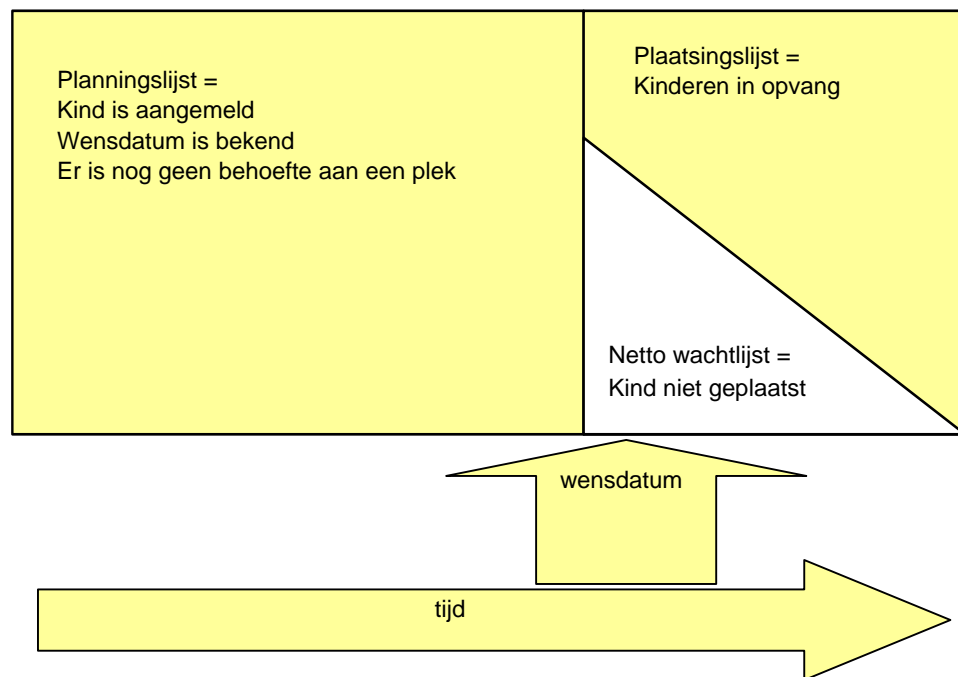 Planningslijst =
Kind is aangemeld
Wensdatum is bekend
Er is nog geen behoefte aan een plek
Plaatsingslijst =
Kinderen in opvang
Netto wachtlijst =
Kind niet geplaatst
wensdatum
tijd